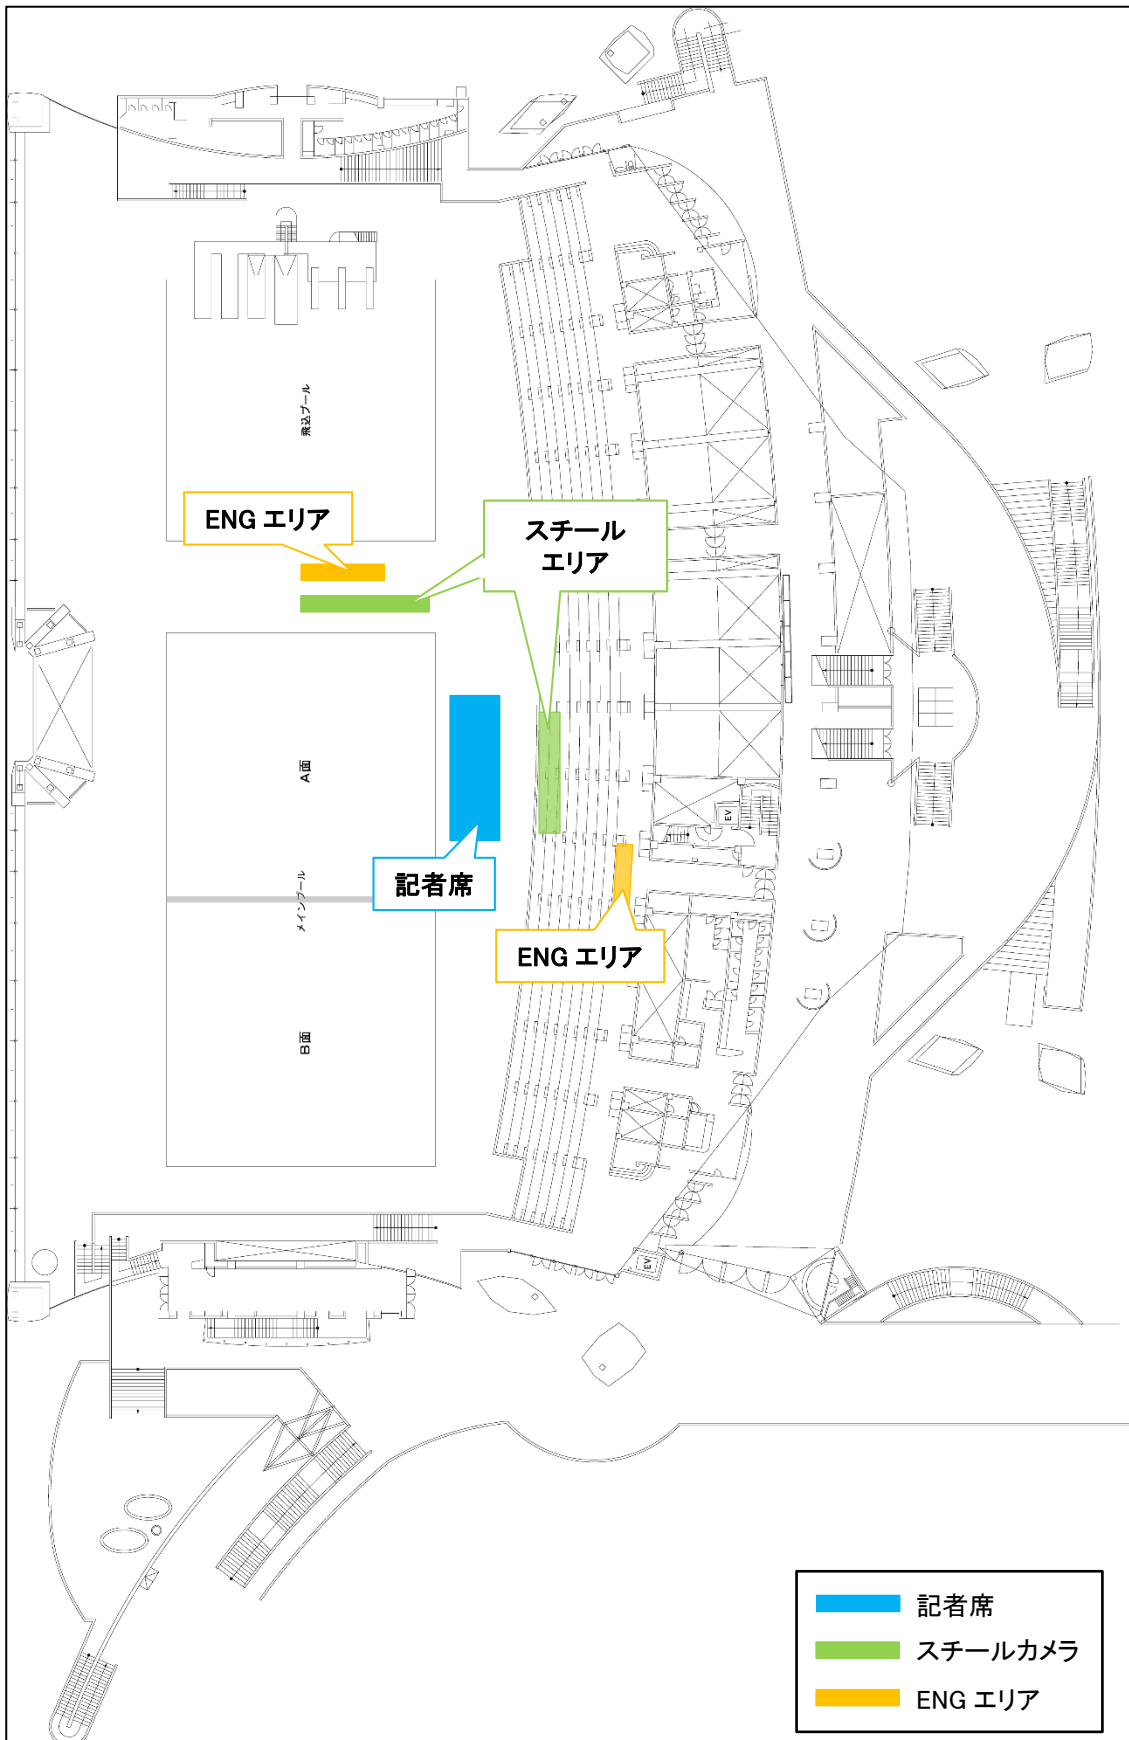 飛込プール
ENG エリア
スチール
エリア
A面
EV
記者席
メインプール
ENG エリア
B面
EV
記者席
スチールカメラ
ENG エリア